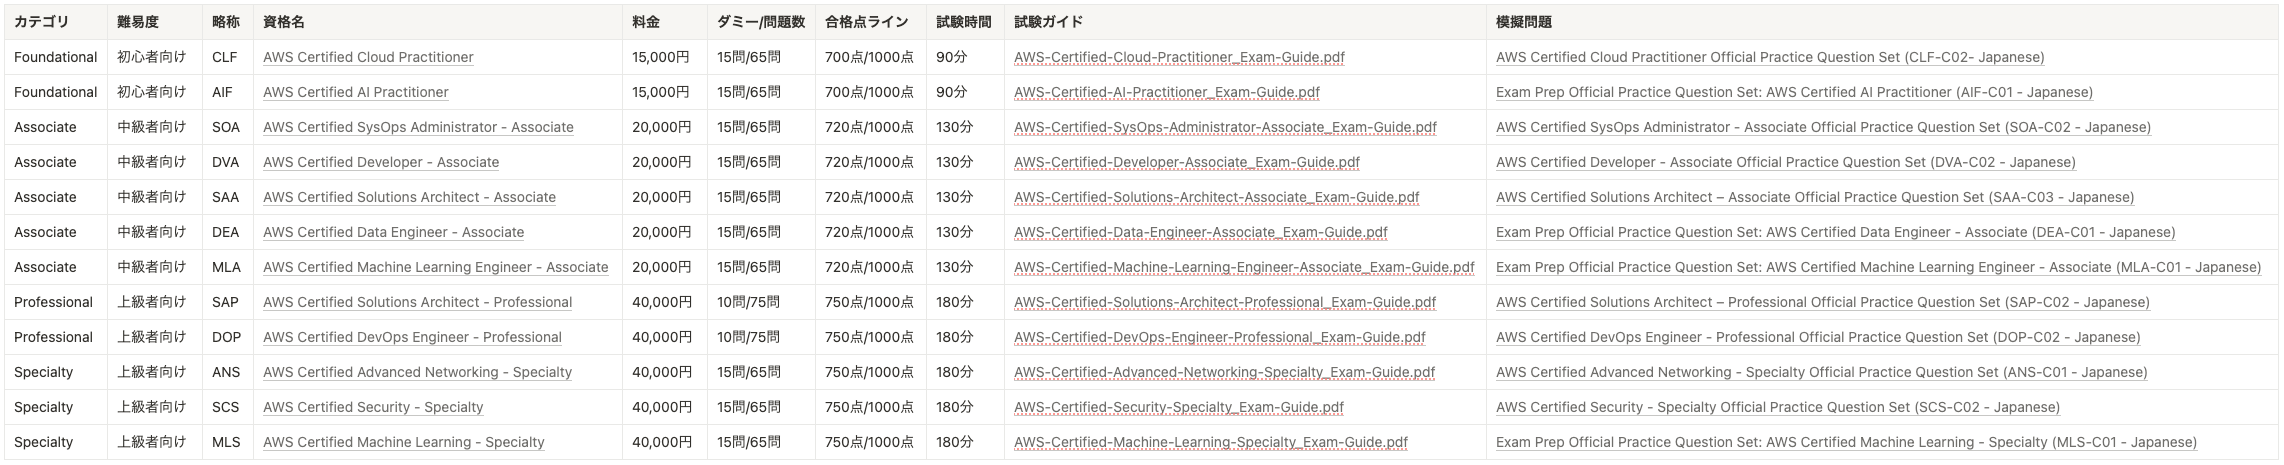 カテゴリ 難易度 略称 資格名 料金 ダミー/問題数 合格点ライン 試験時間 試験ガイド 模擬問題
Foundational 初心者向け CLF AWS Certified Cloud Practitioner 15,000円 15問/65問 700点/1000点 90分 AWS-Certified-Cloud-Practitioner_Exam-Guide.pdf AWS Certified Cloud Practitioner Official Practice Question Set (CLF-C02- Japanese)
Foundational 初心者向け AIF AWS Certified AI Practitioner 15,000円 15問/65問 700点/1000点 90分 AWS-Certified-AI-Practitioner_Exam-Guide.pdf Exam Prep Official Practice Question Set: AWS Certified AI Practitioner (AIF-C01 - Japanese)
Associate 中級者向け SOA AWS Certified SysOps Administrator - Associate 20,000円 15問/65問 720点/1000点 130分 AWS-Certified-SysOps-Administrator-Associate_Exam-Guide.pdf AWS Certified SysOps Administrator - Associate Official Practice Question Set (SOA-C02 - Japanese)
Associate 中級者向け DVA AWS Certified Developer - Associate 20,000円 15問/65問 720点/1000点 130分 AWS-Certified-Developer-Associate_Exam-Guide.pdf AWS Certified Developer - Associate Official Practice Question Set (DVA-C02 - Japanese)
Associate 中級者向け SAA AWS Certified Solutions Architect - Associate 20,000円 15問/65問 720点/1000点 130分 AWS-Certified-Solutions-Architect-Associate_Exam-Guide.pdf AWS Certified Solutions Architect – Associate Official Practice Question Set (SAA-C03 - Japanese)
Associate 中級者向け DEA AWS Certified Data Engineer - Associate 20,000円 15問/65問 720点/1000点 130分 AWS-Certified-Data-Engineer-Associate_Exam-Guide.pdf Exam Prep Official Practice Question Set: AWS Certified Data Engineer - Associate (DEA-C01 - Japanese)
Associate 中級者向け MLA AWS Certified Machine Learning Engineer - Associate 20,000円 15問/65問 720点/1000点 130分 AWS-Certified-Machine-Learning-Engineer-Associate_Exam-Guide.pdf Exam Prep Official Practice Question Set: AWS Certified Machine Learning Engineer - Associate (MLA-C01 - Japanese)
Professional 上級者向け SAP AWS Certified Solutions Architect - Professional 40,000円 10問/75問 750点/1000点 180分 AWS-Certified-Solutions-Architect-Professional_Exam-Guide.pdf AWS Certified Solutions Architect – Professional Official Practice Question Set (SAP-C02 - Japanese)
Professional 上級者向け DOP AWS Certified DevOps Engineer - Professional 40,000円 10問/75問 750点/1000点 180分 AWS-Certified-DevOps-Engineer-Professional_Exam-Guide.pdf AWS Certified DevOps Engineer - Professional Official Practice Question Set (DOP-C02 - Japanese)
Specialty 上級者向け ANS AWS Certified Advanced Networking - Specialty 40,000円 15問/65問 750点/1000点 180分 AWS-Certified-Advanced-Networking-Specialty_Exam-Guide.pdf AWS Certified Advanced Networking - Specialty Official Practice Question Set (ANS-C01 - Japanese)
Specialty 上級者向け SCS AWS Certified Security - Specialty 40,000円 15問/65問 750点/1000点 180分 AWS-Certified-Security-Specialty_Exam-Guide.pdf AWS Certified Security - Specialty Official Practice Question Set (SCS-C02 - Japanese)
Specialty 上級者向け MLS AWS Certified Machine Learning - Specialty 40,000円 15問/65問 750点/1000点 180分 AWS-Certified-Machine-Learning-Specialty_Exam-Guide.pdf Exam Prep Official Practice Question Set: AWS Certified Machine Learning - Specialty (MLS-C01 - Japanese)